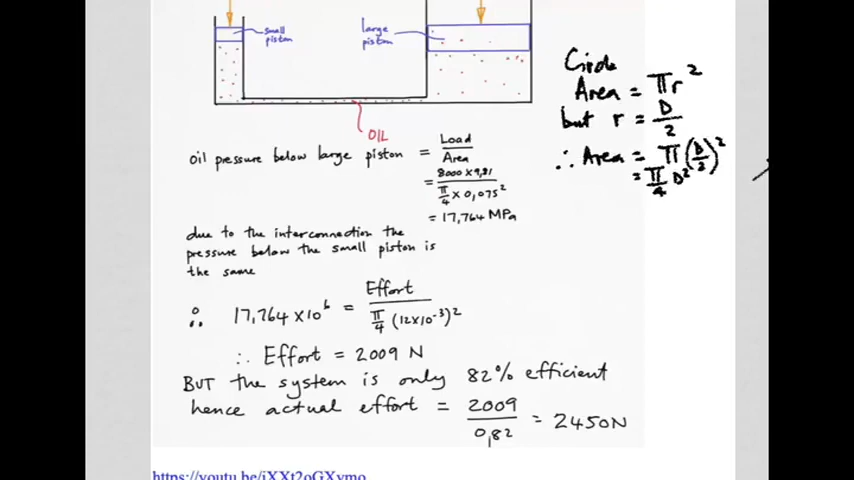 small
piston
large
piston
OIL
oil pressure below large piston = Load / Area
= 8000 x 9,81 / π/4 x 0,075²
= 17,764 MPa
due to the interconnection the
pressure below the small piston is
the same
∴ 17,764 x 10⁶ = Effort / π/4 (12x10⁻³)²
∴ Effort = 2009 N
BUT the system is only 82% efficient
hence actual effort = 2009 / 0,82 = 2450N
Circle
Area = πr²
but r = D/2
∴ Area = π(D/2)²
= π/4 D²
https://youtu.be/iXXt2oGXymo